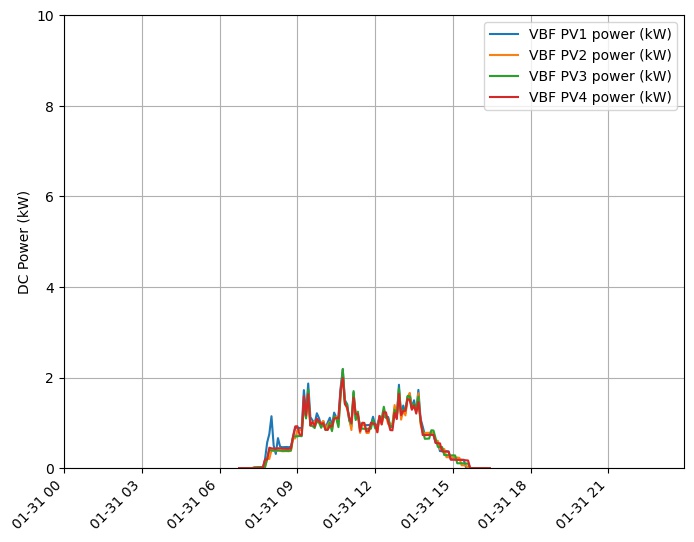 10
8
6
4
2
0
DC Power (kW)
VBF PV1 power (kW)
VBF PV2 power (kW)
VBF PV3 power (kW)
VBF PV4 power (kW)
01-31 00
01-31 03
01-31 06
01-31 09
01-31 12
01-31 15
01-31 18
01-31 21